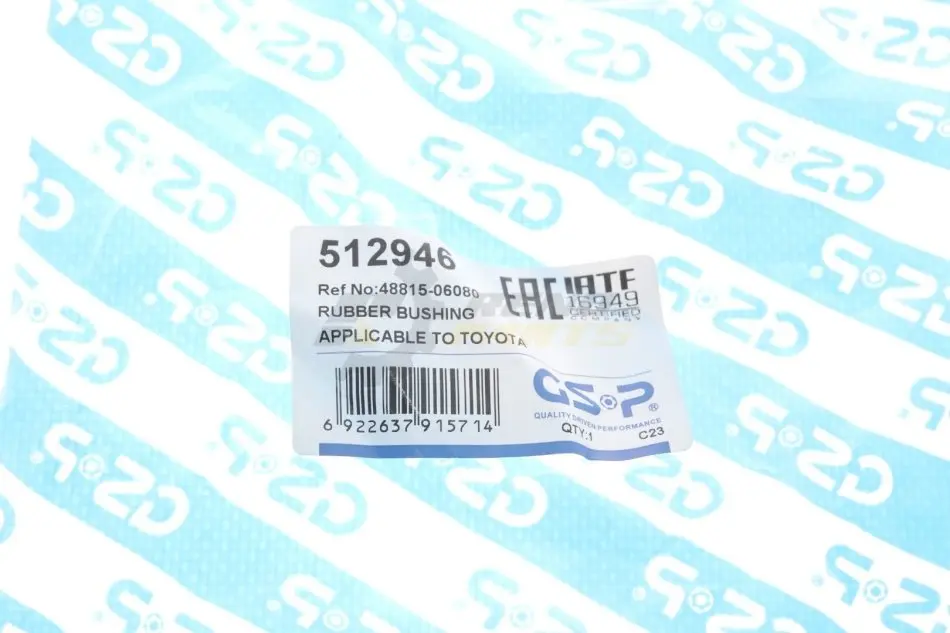 512946
Ref No:48815-06080
RUBBER BUSHING
APPLICABLE TO TOYOTA
EAC
IATF
16949
CERTIFIED
COMPANY
6 922637 915714
GSP®
QUALITY DRIVEN PERFORMANCE
QTY:1
C23